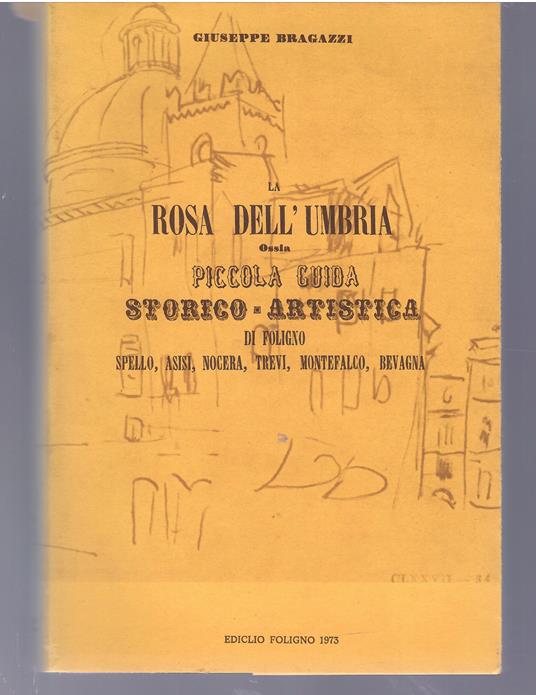 GIUSEPPE BRAGAZZI
LA
ROSA DELL' UMBRIA
Ossia
PICCOLA GUIDA
STORICO - ARTISTICA
DI FOLIGNO
SPELLO, ASISI, NOCERA, TREVI, MONTEFALCO, BEVAGNA
EDICLIO FOLIGNO 1973